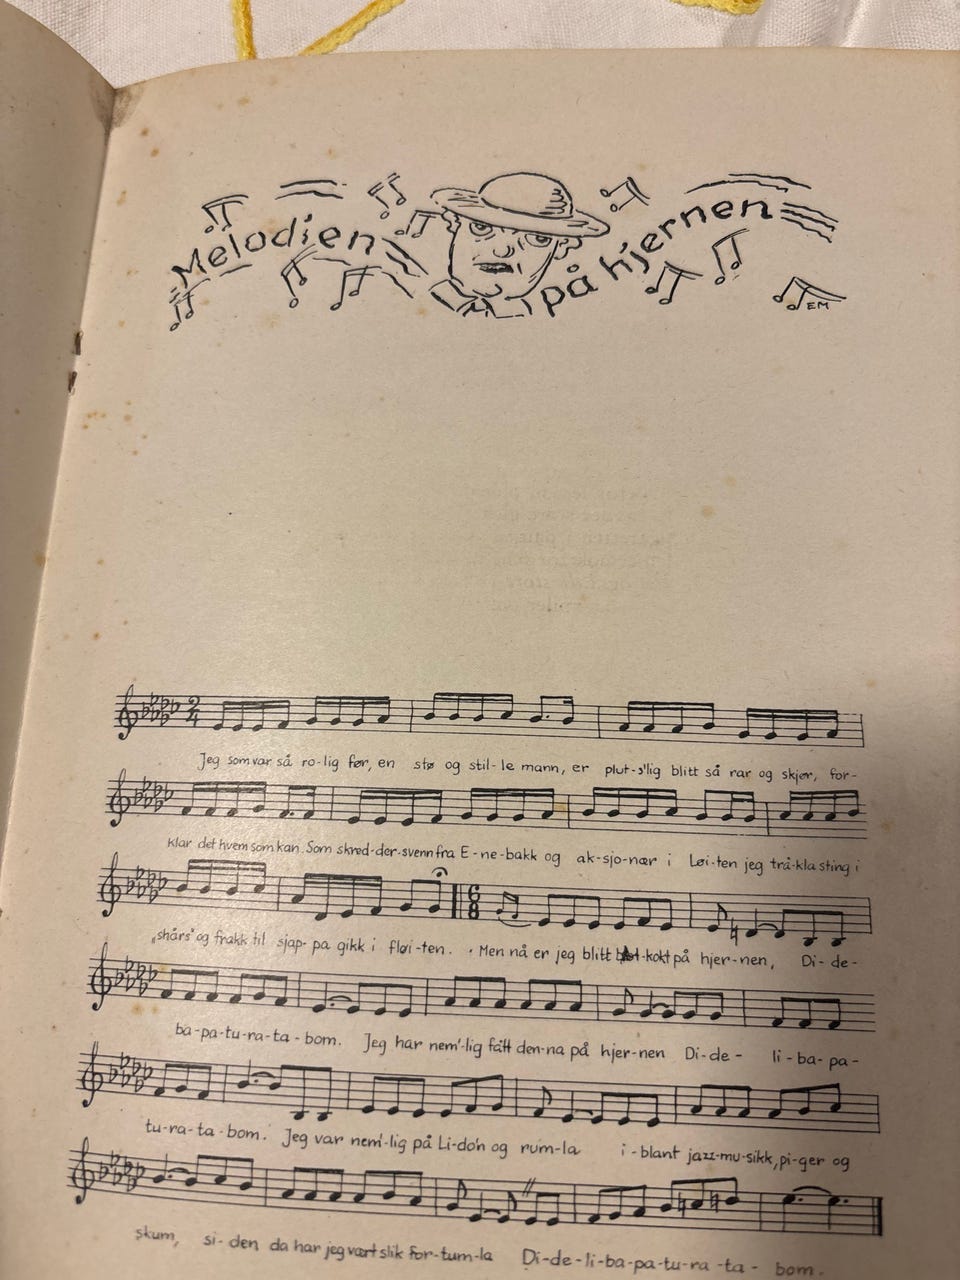 Melodien på hjernen
EM
2
4
Jeg som var så ro-lig før, en stø og stil-le mann, er plut-s'lig blitt så rar og skjør, for-
klar det hvem som kan. Som skred-der-svenn fra E-ne-bakk og ak-sjo-nær i Løi-ten jeg trå-kla sting i
6
8
"shårs" og frakk til sjap-pa gikk i fløi-ten. Men nå er jeg blitt -kokt på hjer-nen, Di-de-
ba-pa-tu-ra-ta-bom. Jeg har nem'-lig fått den-na på hjer-nen Di-de- li-ba-pa-
tu-ra-ta-bom. Jeg var nem'-lig på Li-do'n og rum-la i-blant jazz-mu-sikk, pi-ger og
skum, si-den da har jeg vært slik for-tum-la Di-de-li-ba-pa-tu-ra-ta-bom.